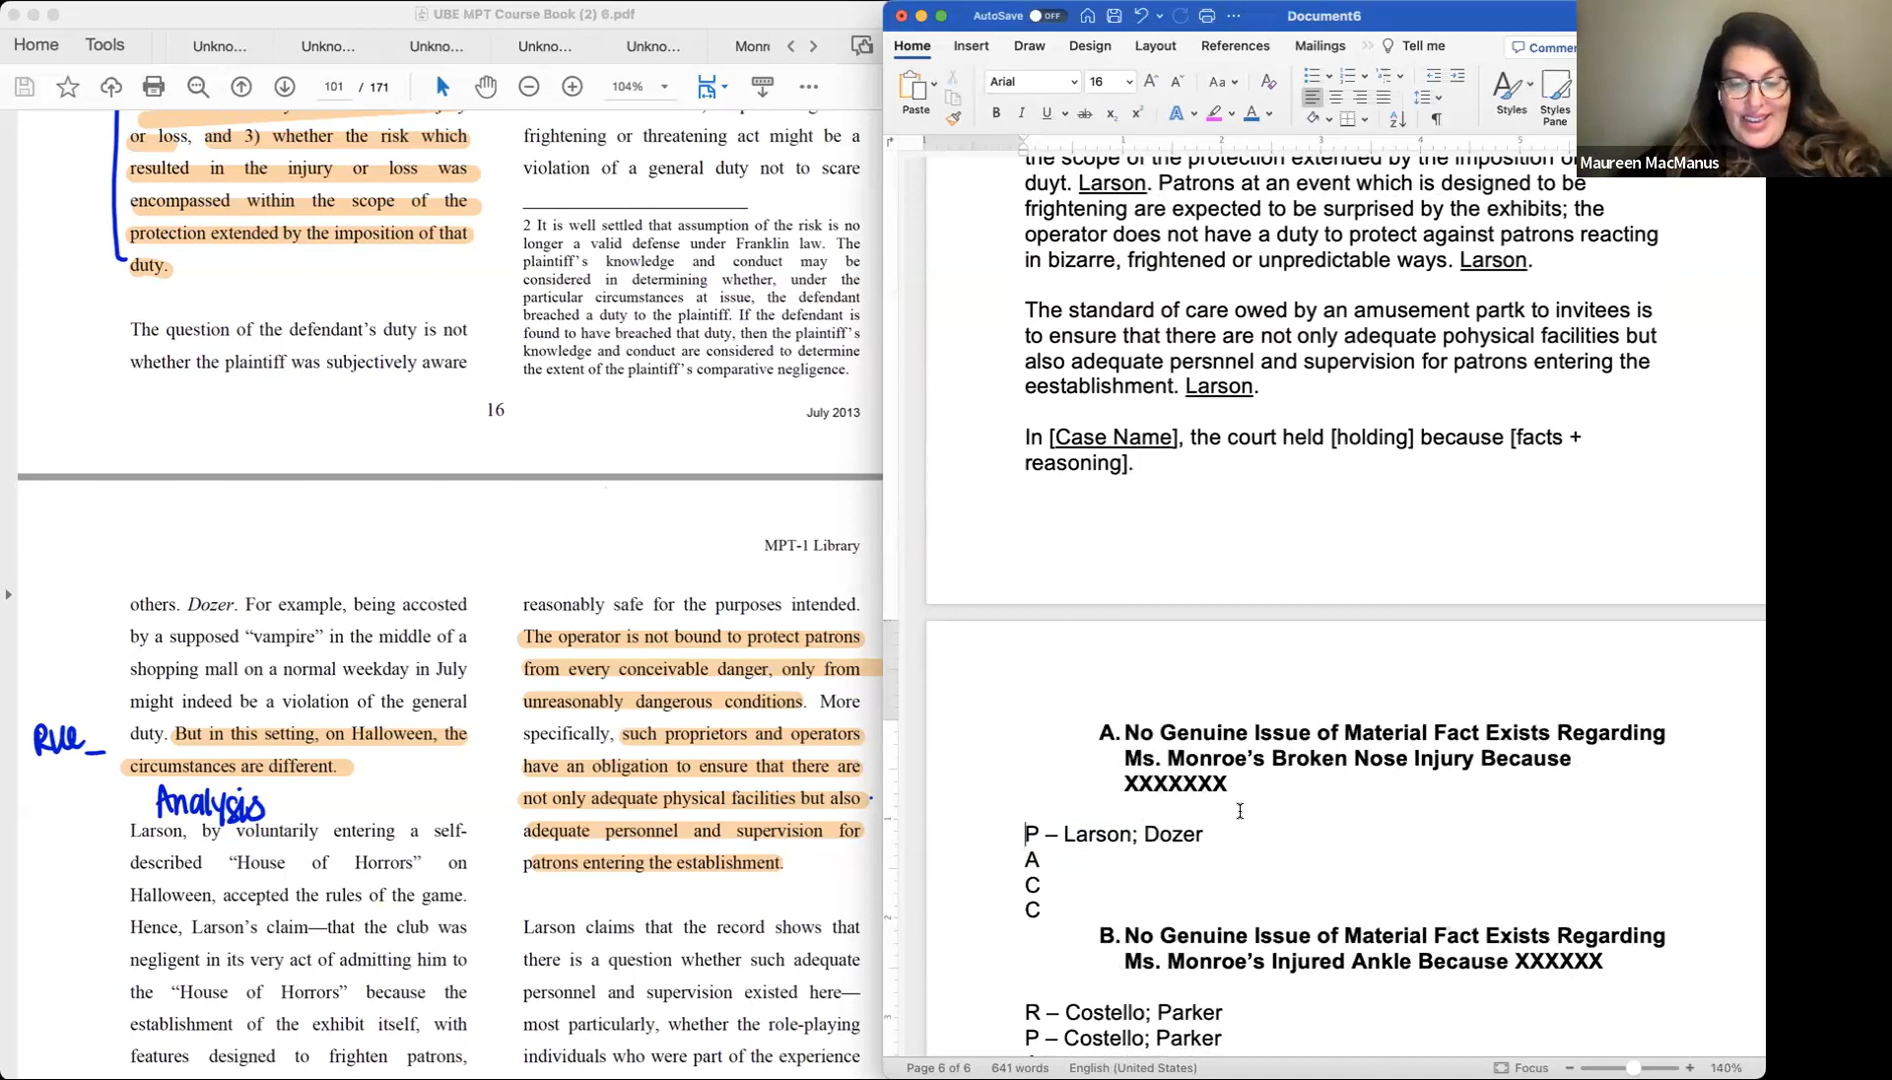 UBE MPT Course Book (2) 6.pdf
Home Tools Unkno... Unkno... Unkno... Unkno... Unkno... Monr
101 / 171 104%
or loss, and 3) whether the risk which
resulted in the injury or loss was
encompassed within the scope of the
protection extended by the imposition of that
duty.
The question of the defendant's duty is not
whether the plaintiff was subjectively aware
frightening or threatening act might be a
violation of a general duty not to scare
2 It is well settled that assumption of the risk is no
longer a valid defense under Franklin law. The
plaintiff's knowledge and conduct may be
considered in determining whether, under the
particular circumstances at issue, the defendant
breached a duty to the plaintiff. If the defendant is
found to have breached that duty, then the plaintiff's
knowledge and conduct are considered to determine
the extent of the plaintiff's comparative negligence.
16
July 2013
MPT-1 Library
others. Dozer. For example, being accosted
by a supposed "vampire" in the middle of a
shopping mall on a normal weekday in July
might indeed be a violation of the general
duty. But in this setting, on Halloween, the
circumstances are different.
Analysis
Larson, by voluntarily entering a self-
described "House of Horrors" on
Halloween, accepted the rules of the game.
Hence, Larson's claim—that the club was
negligent in its very act of admitting him to
the "House of Horrors" because the
establishment of the exhibit itself, with
features designed to frighten patrons,
reasonably safe for the purposes intended.
The operator is not bound to protect patrons
from every conceivable danger, only from
unreasonably dangerous conditions. More
specifically, such proprietors and operators
have an obligation to ensure that there are
not only adequate physical facilities but also
adequate personnel and supervision for
patrons entering the establishment.
Larson claims that the record shows that
there is a question whether such adequate
personnel and supervision existed here—
most particularly, whether the role-playing
individuals who were part of the experience
AutoSave OFF Document6
Home Insert Draw Design Layout References Mailings Tell me Comme
Paste Arial 16 Styles Styles Pane
Maureen MacManus
the scope of the protection extended by the imposition of
duyt. Larson. Patrons at an event which is designed to be
frightening are expected to be surprised by the exhibits; the
operator does not have a duty to protect against patrons reacting
in bizarre, frightened or unpredictable ways. Larson.
The standard of care owed by an amusement partk to invitees is
to ensure that there are not only adequate pohysical facilities but
also adequate persnnel and supervision for patrons entering the
eestablishment. Larson.
In [Case Name], the court held [holding] because [facts +
reasoning].
A. No Genuine Issue of Material Fact Exists Regarding
Ms. Monroe's Broken Nose Injury Because
XXXXXXX
P – Larson; Dozer
A
C
C
B. No Genuine Issue of Material Fact Exists Regarding
Ms. Monroe's Injured Ankle Because XXXXXX
R – Costello; Parker
P – Costello; Parker
Page 6 of 6 641 words English (United States) Focus 140%